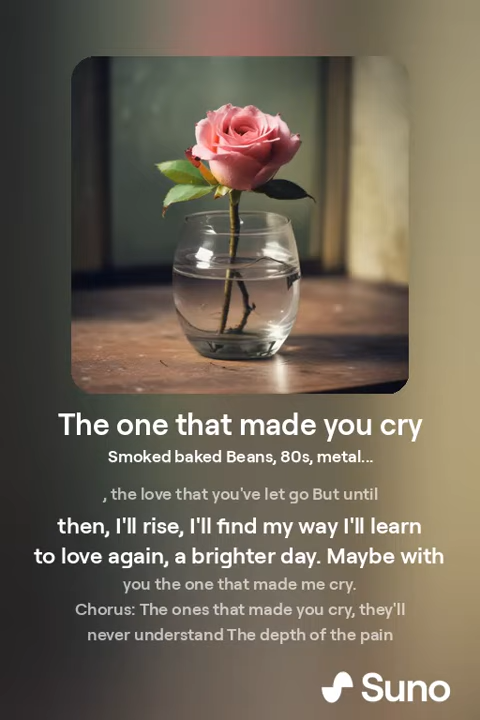 The one that made you cry
Smoked baked Beans, 80s, metal...
, the love that you've let go But until
then, I'll rise, I'll find my way I'll learn
to love again, a brighter day. Maybe with
you the one that made me cry.
Chorus: The ones that made you cry, they'll
never understand The depth of the pain
Suno